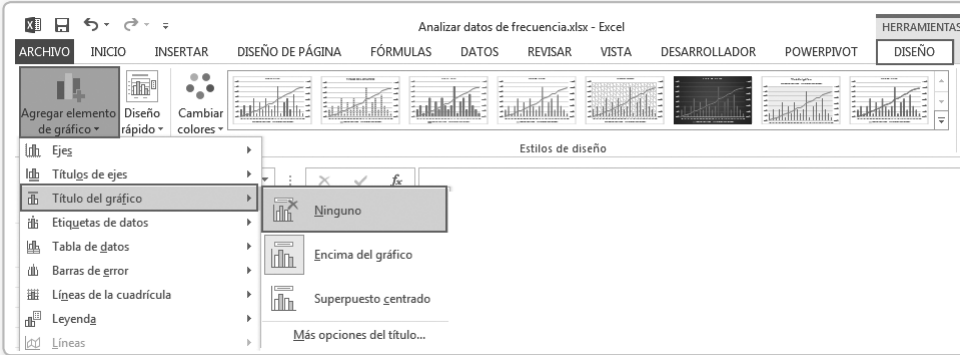 Analizar datos de frecuencia.xlsx - Excel
HERRAMIENTAS
ARCHIVO INICIO INSERTAR DISEÑO DE PÁGINA FÓRMULAS DATOS REVISAR VISTA DESARROLLADOR POWERPIVOT DISEÑO
Agregar elemento de gráfico
Diseño rápido
Cambiar colores
Estilos de diseño
Ejes
Títulos de ejes
Título del gráfico
Etiquetas de datos
Tabla de datos
Barras de error
Líneas de la cuadrícula
Leyenda
Líneas
fx
Ninguno
Encima del gráfico
Superpuesto centrado
Más opciones del título...